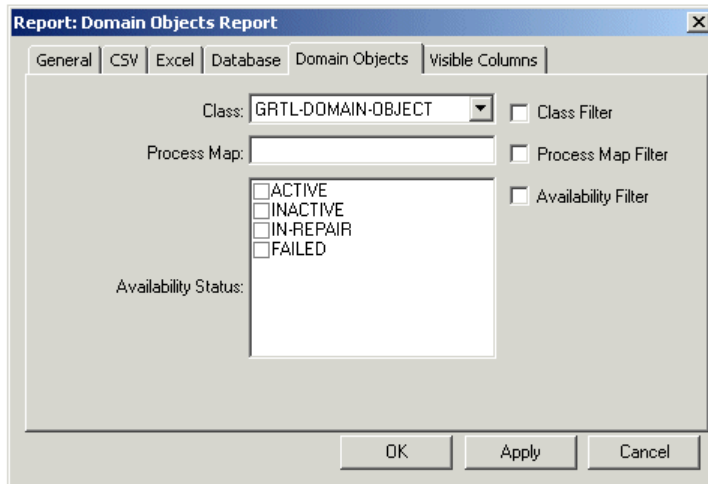 Report: Domain Objects Report
General CSV Excel Database Domain Objects Visible Columns
Class: GRTL-DOMAIN-OBJECT Class Filter
Process Map: Process Map Filter
ACTIVE Availability Filter
INACTIVE
IN-REPAIR
FAILED
Availability Status:
OK Apply Cancel